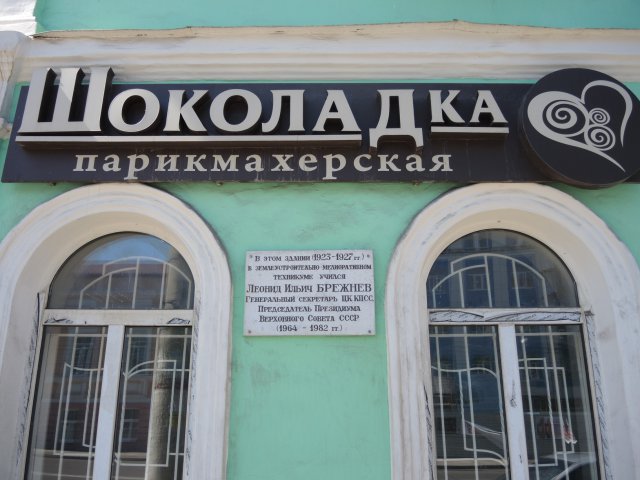 Шоколадка
парикмахерская
В этом здании (1923-1927 гг.)
в землеустроительно-мелиоративном
техникуме учился
Леонид Ильич БРЕЖНЕВ
Генеральный секретарь ЦК КПСС,
Председатель Президиума
Верховного Совета СССР
(1964 - 1982 гг.)